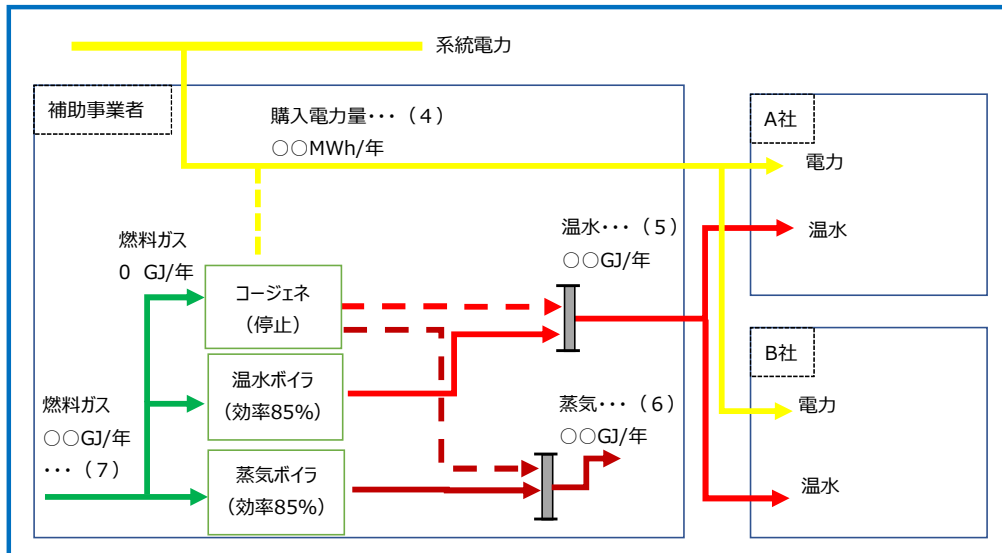 系統電力
補助事業者
購入電力量・・・（４）
○○MWh/年
A社
電力
温水
燃料ガス
0 GJ/年
温水・・・（５）
○○GJ/年
コージェネ
（停止）
温水ボイラ
（効率85%）
B社
電力
温水
燃料ガス
○○GJ/年
・・・（７）
蒸気・・・（６）
○○GJ/年
蒸気ボイラ
（効率85%）